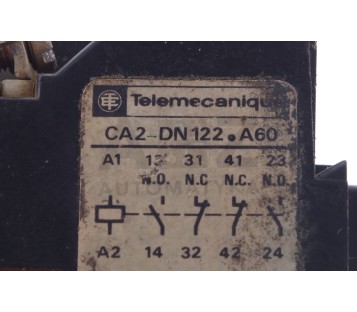 Telemecanique
CA2-DN122.A60
A1 13 31 41 23
N.O. N.C N.C. N.O
A2 14 32 42 24